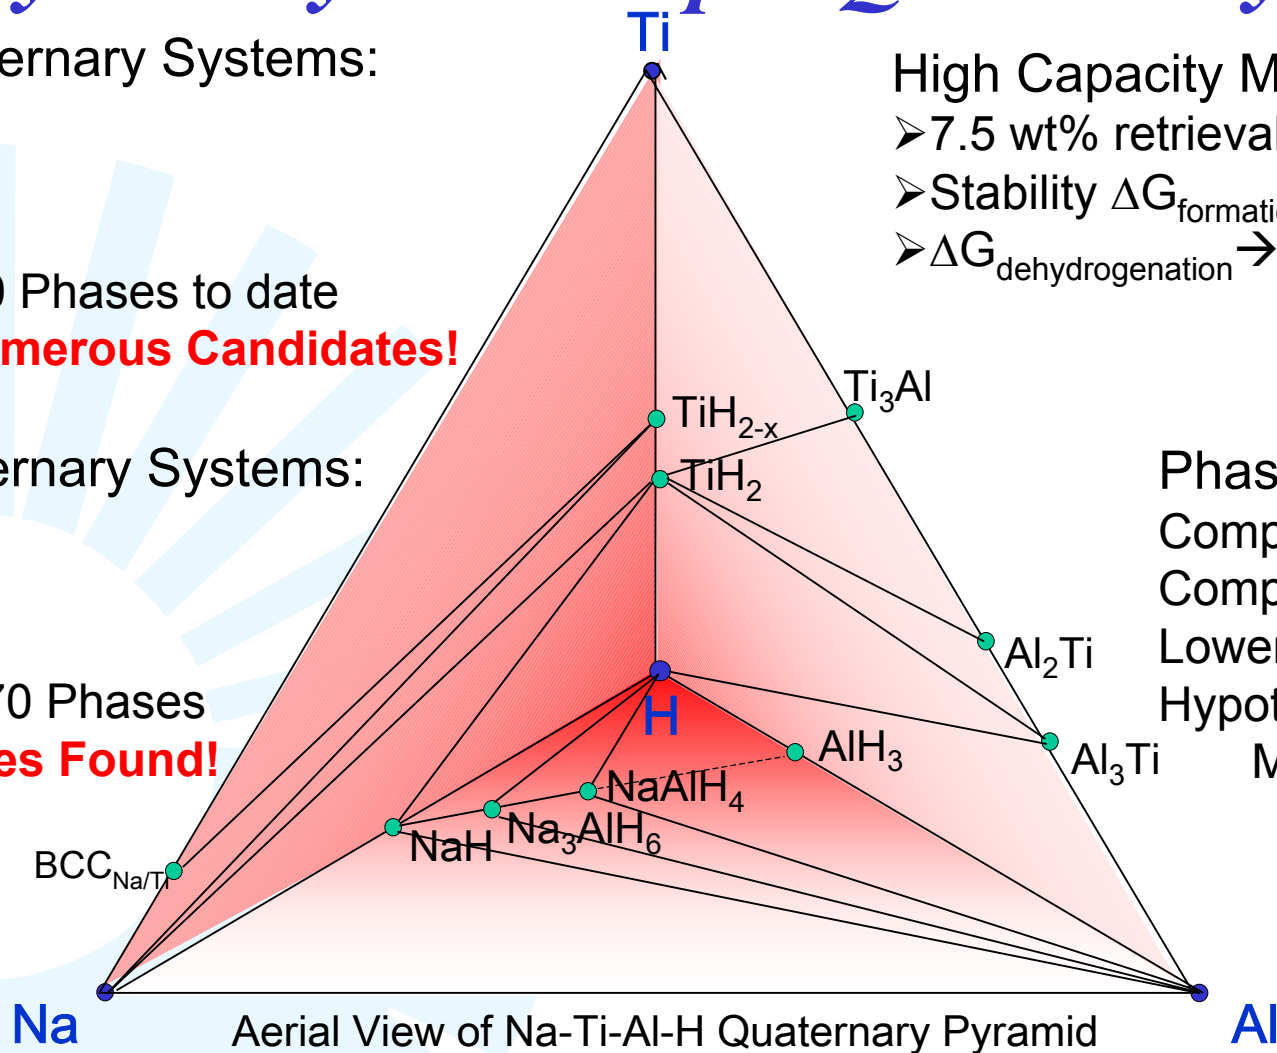 Ti
ernary Systems:
High Capacity M
➢7.5 wt% retrieval
➢Stability ΔGformati
➢ΔGdehydrogenation→
0 Phases to date
merous Candidates!
Ti3Al
TiH2-x
ernary Systems:
TiH2
Phas
Comp
Comp
Lower
Hypot
M
Al2Ti
70 Phases
es Found!
H
AlH3
Al3Ti
NaAlH4
Na3AlH6
NaH
BCCNa/Ti
Na
Aerial View of Na-Ti-Al-H Quaternary Pyramid
Al